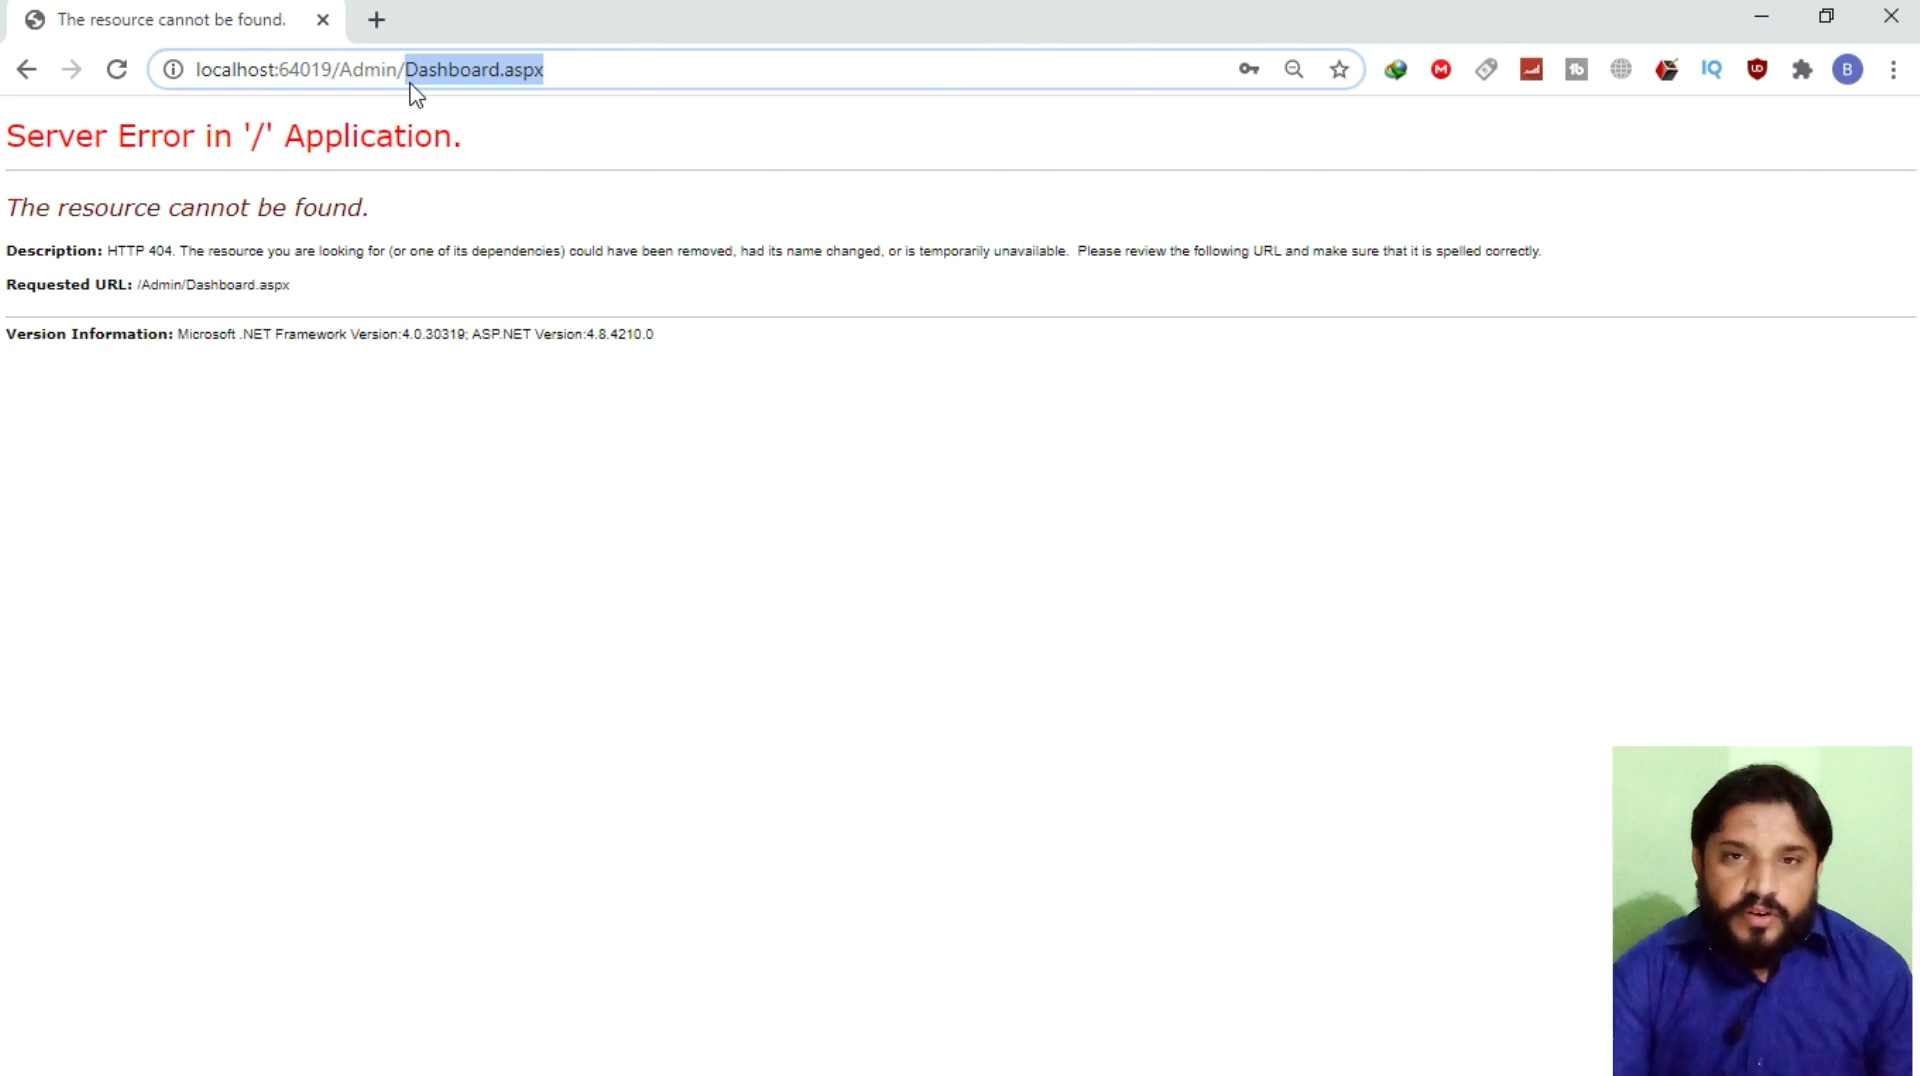 The resource cannot be found.
localhost:64019/Admin/Dashboard.aspx
M
tb
IQ
UD
B
Server Error in '/' Application.
The resource cannot be found.
Description: HTTP 404. The resource you are looking for (or one of its dependencies) could have been removed, had its name changed, or is temporarily unavailable.  Please review the following URL and make sure that it is spelled correctly.
Requested URL: /Admin/Dashboard.aspx
Version Information: Microsoft .NET Framework Version:4.0.30319; ASP.NET Version:4.8.4210.0